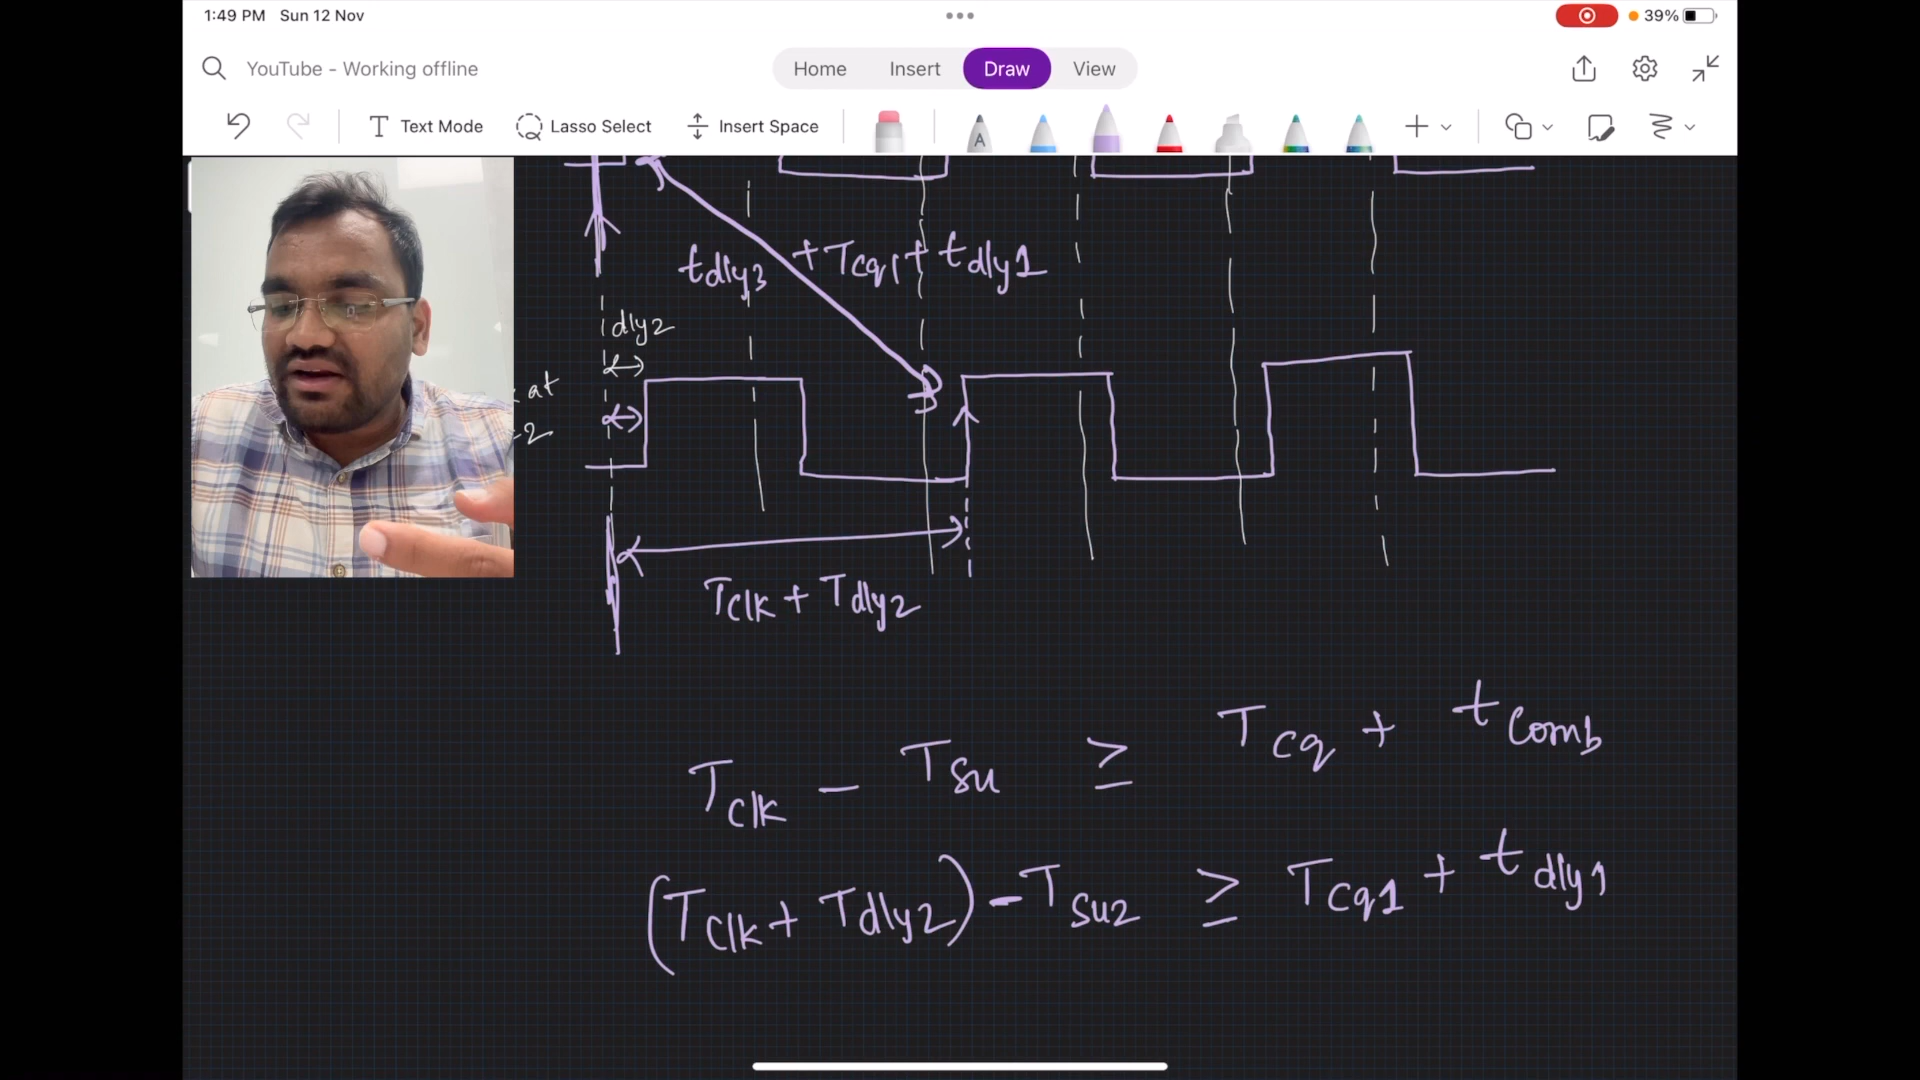 1:49 PM Sun 12 Nov
39%
YouTube - Working offline
Home Insert Draw View
Text Mode Lasso Select Insert Space
A
tdly3 + Tcq1 + tdly1
dly2
at
2
Tclk + Tdly2
Tclk - Tsu ≥ Tcq + tcomb
(Tclk + Tdly2) - Tsu2 ≥ Tcq1 + tdly1